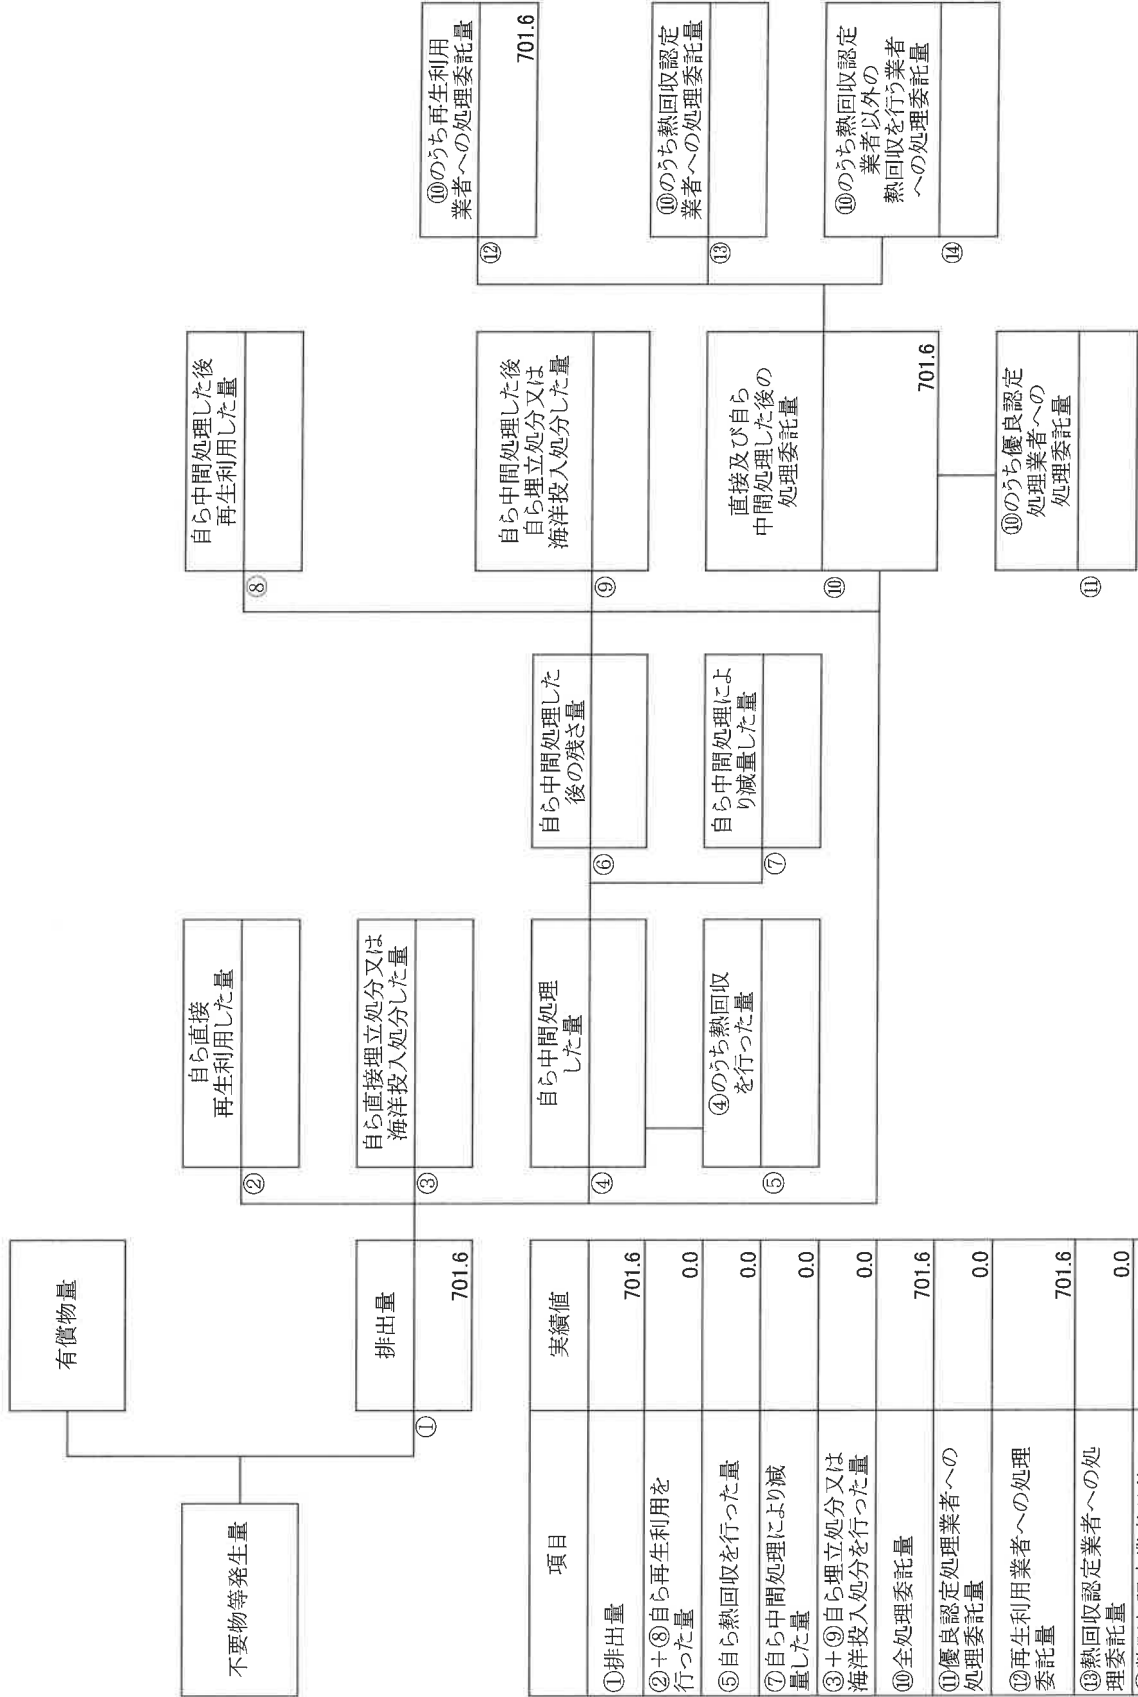 不要物等発生量
有償物量
排出量
①
701.6
自ら直接
再生利用した量
②
自ら直接埋立処分又は
海洋投入処分した量
③
自ら中間処理
した量
④
④のうち熱回収
を行った量
⑤
自ら中間処理した
後の残さ量
⑥
自ら中間処理によ
り減量した量
⑦
自ら中間処理した後
再生利用した量
⑧
自ら中間処理した後
自ら埋立処分又は
海洋投入処分した量
⑨
直接及び自ら
中間処理した後の
処理委託量
⑩
701.6
⑩のうち優良認定
処理業者への
処理委託量
⑪
⑩のうち再生利用
業者への処理委託量
⑫
701.6
⑩のうち熱回収認定
業者への処理委託量
⑬
⑩のうち熱回収認定
業者以外の
熱回収を行う業者
への処理委託量
⑭
項目 実績値
①排出量 701.6
②+⑧自ら再生利用を
行った量 0.0
⑤自ら熱回収を行った量 0.0
⑦自ら中間処理により減
量した量 0.0
③+⑨自ら埋立処分又は
海洋投入処分を行った量 0.0
⑩全処理委託量 701.6
⑪優良認定処理業者への
処理委託量 0.0
⑫再生利用業者への処理
委託量 701.6
⑬熱回収認定業者への処
理委託量 0.0